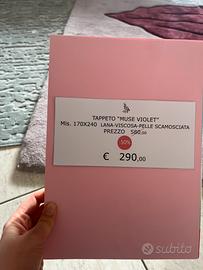 TAPPETO "MUSE VIOLET"
Mis. 170X240 LANA-VISCOSA-PELLE SCAMOSCIATA
PREZZO 580,00
50%
€ 290,00
subito